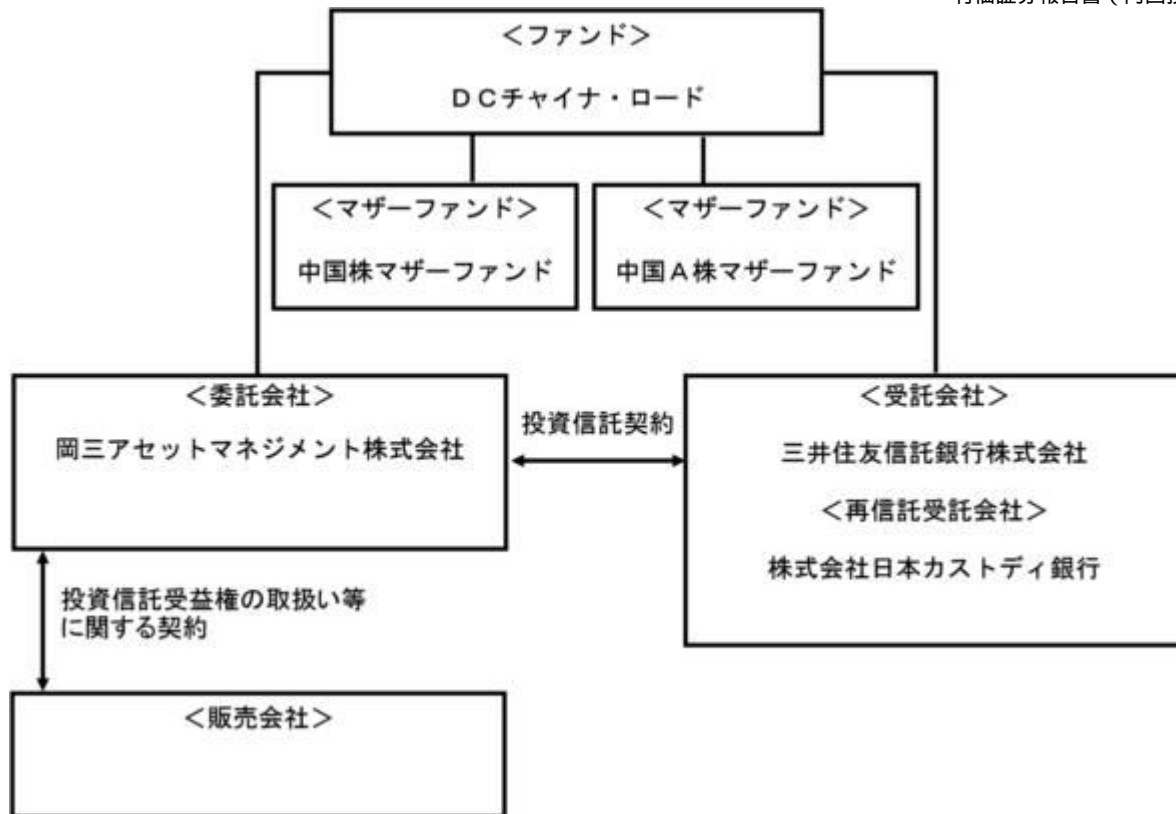 ＜ファンド＞
ＤＣチャイナ・ロード
＜マザーファンド＞
中国株マザーファンド
＜マザーファンド＞
中国Ａ株マザーファンド
＜委託会社＞
岡三アセットマネジメント株式会社
投資信託契約
＜受託会社＞
三井住友信託銀行株式会社
＜再信託受託会社＞
株式会社日本カストディ銀行
投資信託受益権の取扱い等
に関する契約
＜販売会社＞